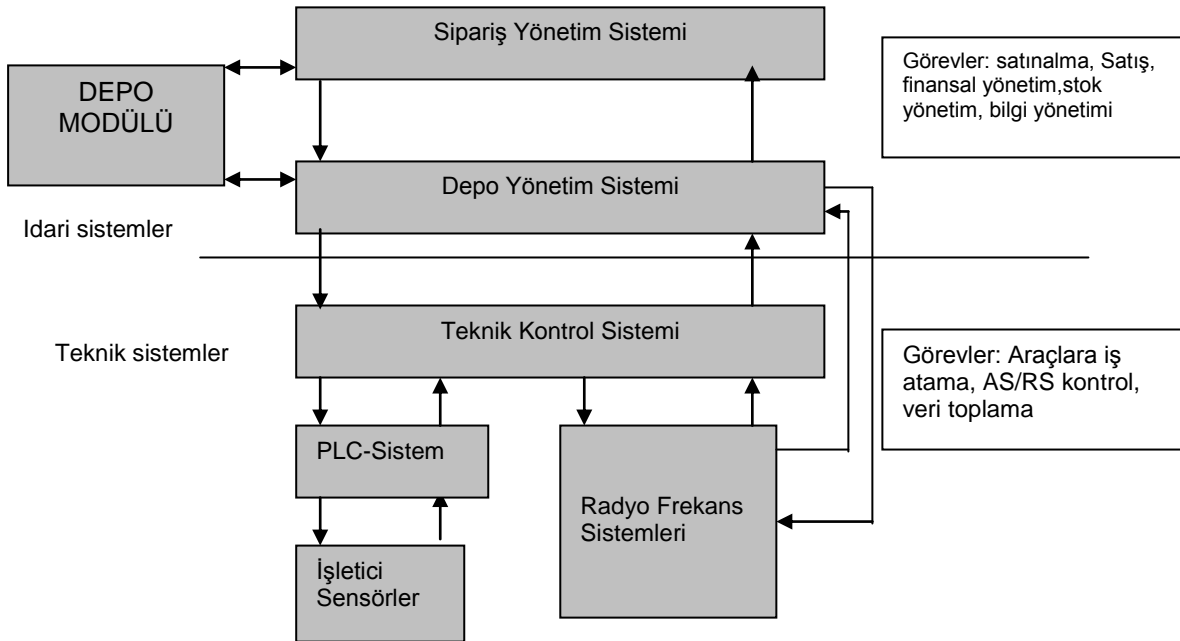 Sipariş Yönetim Sistemi
DEPO
MODÜLÜ
Görevler: satınalma, Satış,
finansal yönetim,stok
yönetim, bilgi yönetimi
Depo Yönetim Sistemi
Idari sistemler
Teknik Kontrol Sistemi
Teknik sistemler
Görevler: Araçlara iş
atama, AS/RS kontrol,
veri toplama
PLC-Sistem
Radyo Frekans
Sistemleri
İşletici
Sensörler